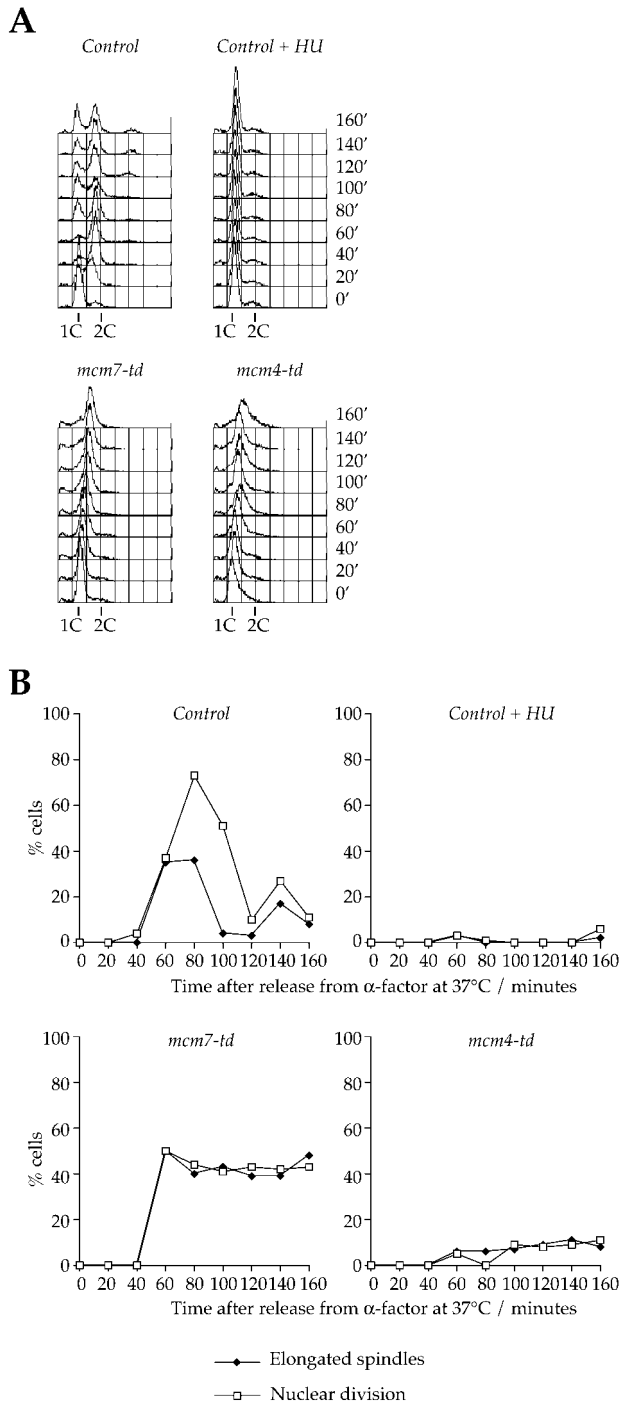 A
Control
Control + HU
160′
140′
120′
100′
80′
60′
40′
20′
0′
1C 2C
1C 2C
mcm7-td
mcm4-td
160′
140′
120′
100′
80′
60′
40′
20′
0′
1C 2C
1C 2C
B
Control
% cells
100
80
60
40
20
0
0 20 40 60 80 100 120 140 160
Control + HU
100
80
60
40
20
0
0 20 40 60 80 100 120 140 160
Time after release from α-factor at 37°C / minutes
mcm7-td
% cells
100
80
60
40
20
0
0 20 40 60 80 100 120 140 160
mcm4-td
100
80
60
40
20
0
0 20 40 60 80 100 120 140 160
Time after release from α-factor at 37°C / minutes
Elongated spindles
Nuclear division